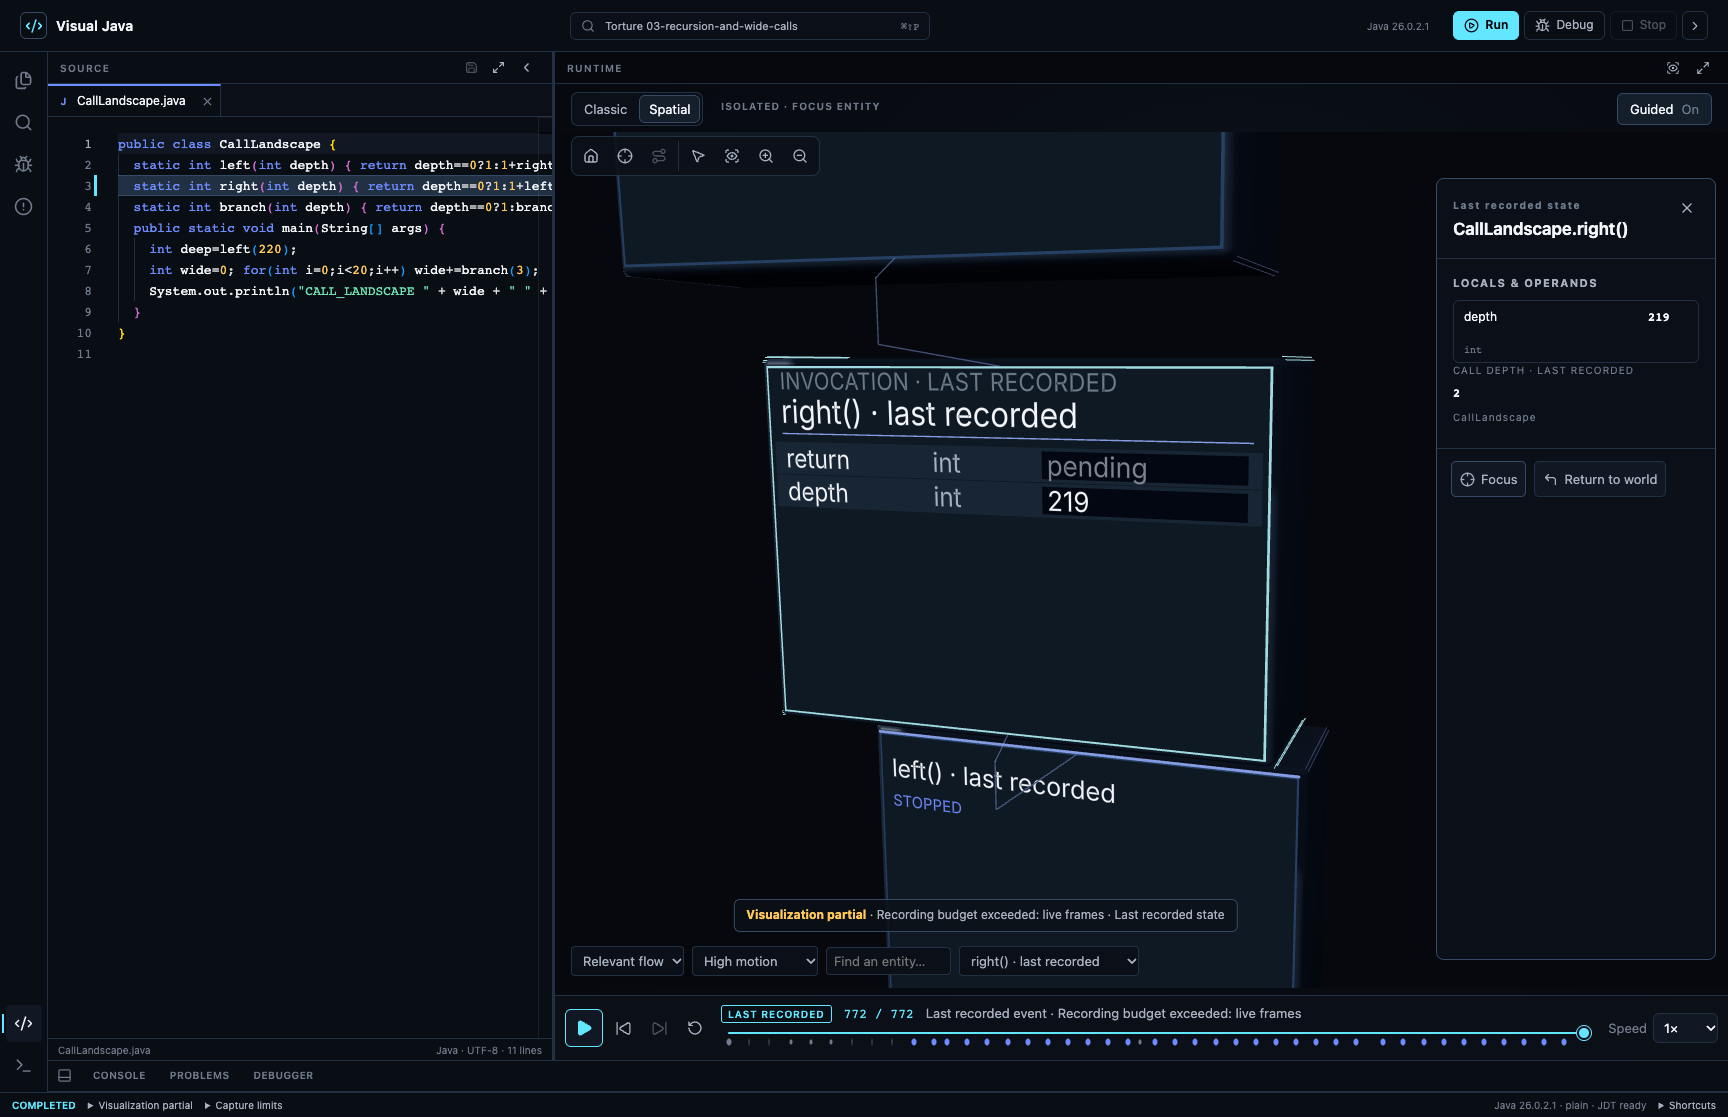 Visual Java
Torture 03-recursion-and-wide-calls
⌘⇧P
Java 26.0.2.1
Run
Debug
Stop
SOURCE
J CallLandscape.java
1 public class CallLandscape {
2 static int left(int depth) { return depth==0?1:1+right
3 static int right(int depth) { return depth==0?1:1+left
4 static int branch(int depth) { return depth==0?1:branc
5 public static void main(String[] args) {
6 int deep=left(220);
7 int wide=0; for(int i=0;i<20;i++) wide+=branch(3);
8 System.out.println("CALL_LANDSCAPE " + wide + " " +
9 }
10 }
11
CallLandscape.java
Java · UTF-8 · 11 lines
RUNTIME
Classic
Spatial
ISOLATED · FOCUS ENTITY
Guided On
INVOCATION · LAST RECORDED
right() · last recorded
return int pending
depth int 219
left() · last recorded
STOPPED
Last recorded state
CallLandscape.right()
LOCALS & OPERANDS
depth 219
int
CALL DEPTH · LAST RECORDED
2
CallLandscape
Focus
Return to world
Visualization partial · Recording budget exceeded: live frames · Last recorded state
Relevant flow
High motion
Find an entity...
right() · last recorded
LAST RECORDED 772 / 772 Last recorded event · Recording budget exceeded: live frames
Speed 1×
CONSOLE PROBLEMS DEBUGGER
COMPLETED Visualization partial Capture limits
Java 26.0.2.1 · plain · JDT ready Shortcuts